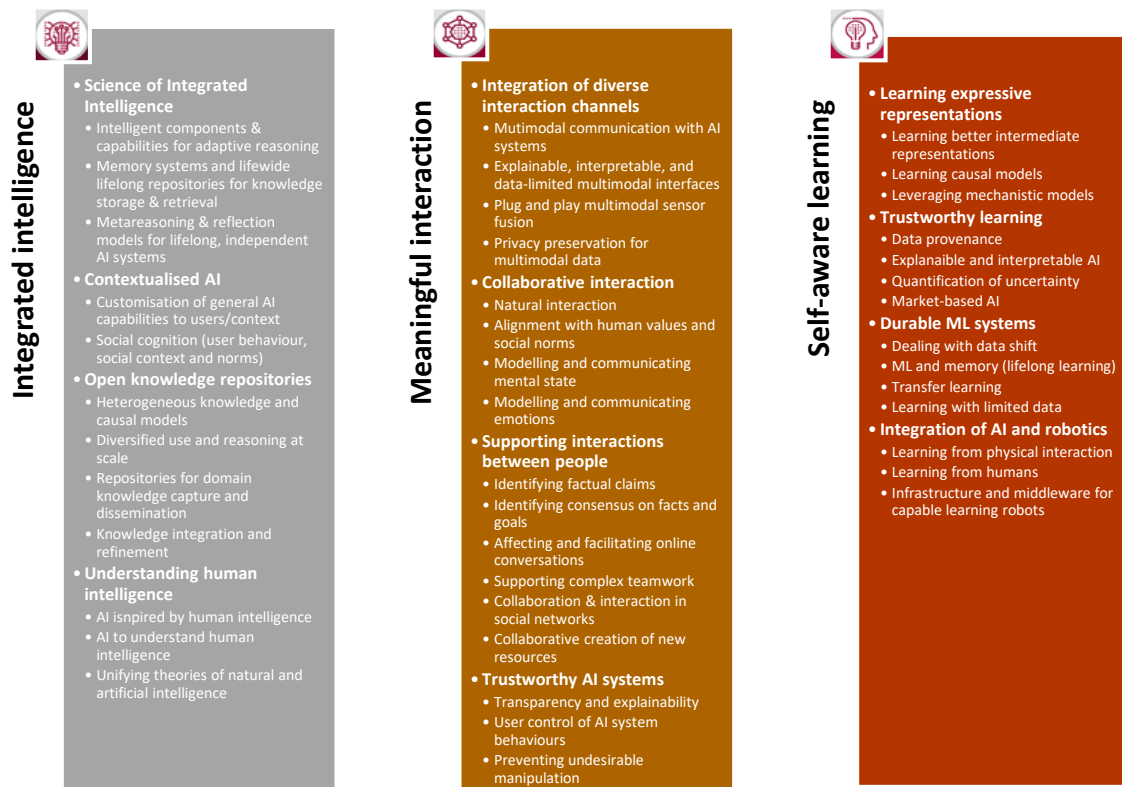 Integrated intelligence
• Science of Integrated
Intelligence
• Intelligent components &
capabilities for adaptive reasoning
• Memory systems and lifewide
lifelong repositories for knowledge
storage & retrieval
• Metareasoning & reflection
models for lifelong, independent
AI systems
• Contextualised AI
• Customisation of general AI
capabilities to users/context
• Social cognition (user behaviour,
social context and norms)
• Open knowledge repositories
• Heterogeneous knowledge and
causal models
• Diversified use and reasoning at
scale
• Repositories for domain
knowledge capture and
dissemination
• Knowledge integration and
refinement
• Understanding human
intelligence
• AI isnpired by human intelligence
• AI to understand human
intelligence
• Unifying theories of natural and
artificial intelligence
Meaningful interaction
• Integration of diverse
interaction channels
• Mutimodal communication with AI
systems
• Explainable, interpretable, and
data-limited multimodal interfaces
• Plug and play multimodal sensor
fusion
• Privacy preservation for
multimodal data
• Collaborative interaction
• Natural interaction
• Alignment with human values and
social norms
• Modelling and communicating
mental state
• Modelling and communicating
emotions
• Supporting interactions
between people
• Identifying factual claims
• Identifying consensus on facts and
goals
• Affecting and facilitating online
conversations
• Supporting complex teamwork
• Collaboration & interaction in
social networks
• Collaborative creation of new
resources
• Trustworthy AI systems
• Transparency and explainability
• User control of AI system
behaviours
• Preventing undesirable
manipulation
Self-aware learning
• Learning expressive
representations
• Learning better intermediate
representations
• Learning causal models
• Leveraging mechanistic models
• Trustworthy learning
• Data provenance
• Explanaible and interpretable AI
• Quantification of uncertainty
• Market-based AI
• Durable ML systems
• Dealing with data shift
• ML and memory (lifelong learning)
• Transfer learning
• Learning with limited data
• Integration of AI and robotics
• Learning from physical interaction
• Learning from humans
• Infrastructure and middleware for
capable learning robots